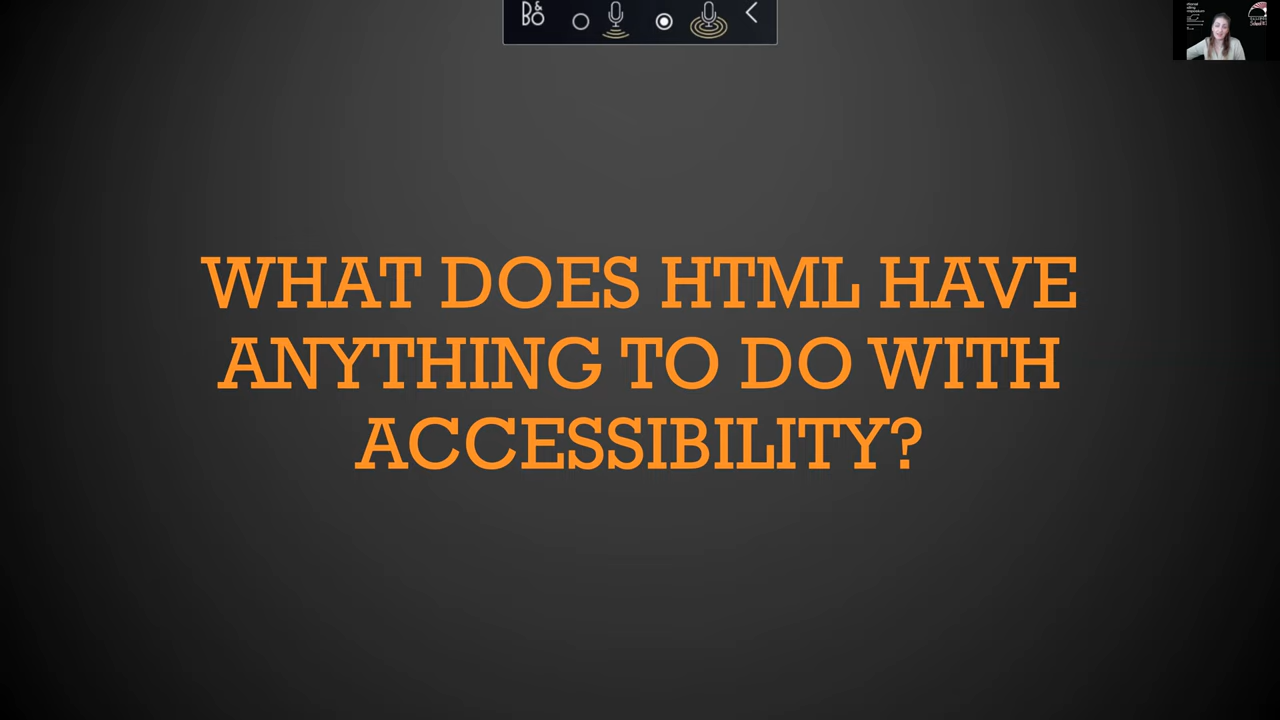 B&O
WHAT DOES HTML HAVE
ANYTHING TO DO WITH
ACCESSIBILITY?